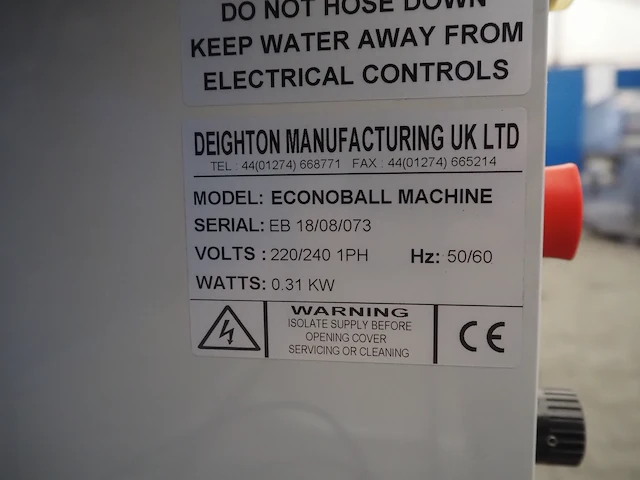 DO NOT HOSE DOWN
KEEP WATER AWAY FROM
ELECTRICAL CONTROLS
DEIGHTON MANUFACTURING UK LTD
TEL : 44(01274) 668771 FAX : 44(01274) 665214
MODEL: ECONOBALL MACHINE
SERIAL: EB 18/08/073
VOLTS : 220/240 1PH Hz: 50/60
WATTS: 0.31 KW
WARNING
ISOLATE SUPPLY BEFORE
OPENING COVER
SERVICING OR CLEANING
CE